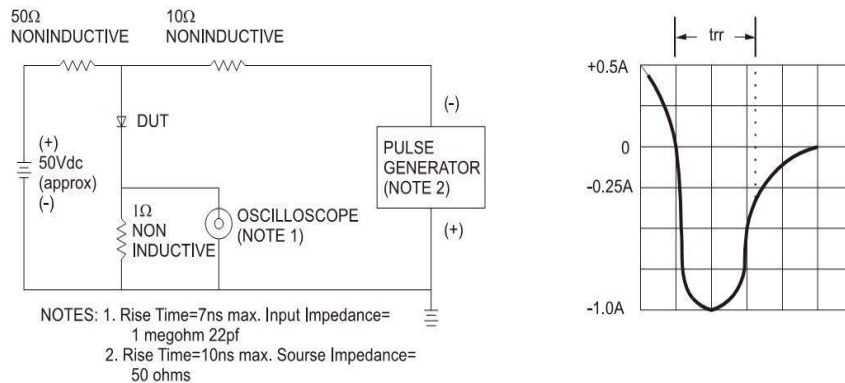 50Ω
NONINDUCTIVE
10Ω
NONINDUCTIVE
DUT
(+)
50Vdc
(approx)
(-)
1Ω
NON
INDUCTIVE
OSCILLOSCOPE
(NOTE 1)
(-)
PULSE
GENERATOR
(NOTE 2)
(+)
NOTES: 1. Rise Time=7ns max. Input Impedance=
1 megohm 22pf
2. Rise Time=10ns max. Sourse Impedance=
50 ohms
trr
+0.5A
0
-0.25A
-1.0A